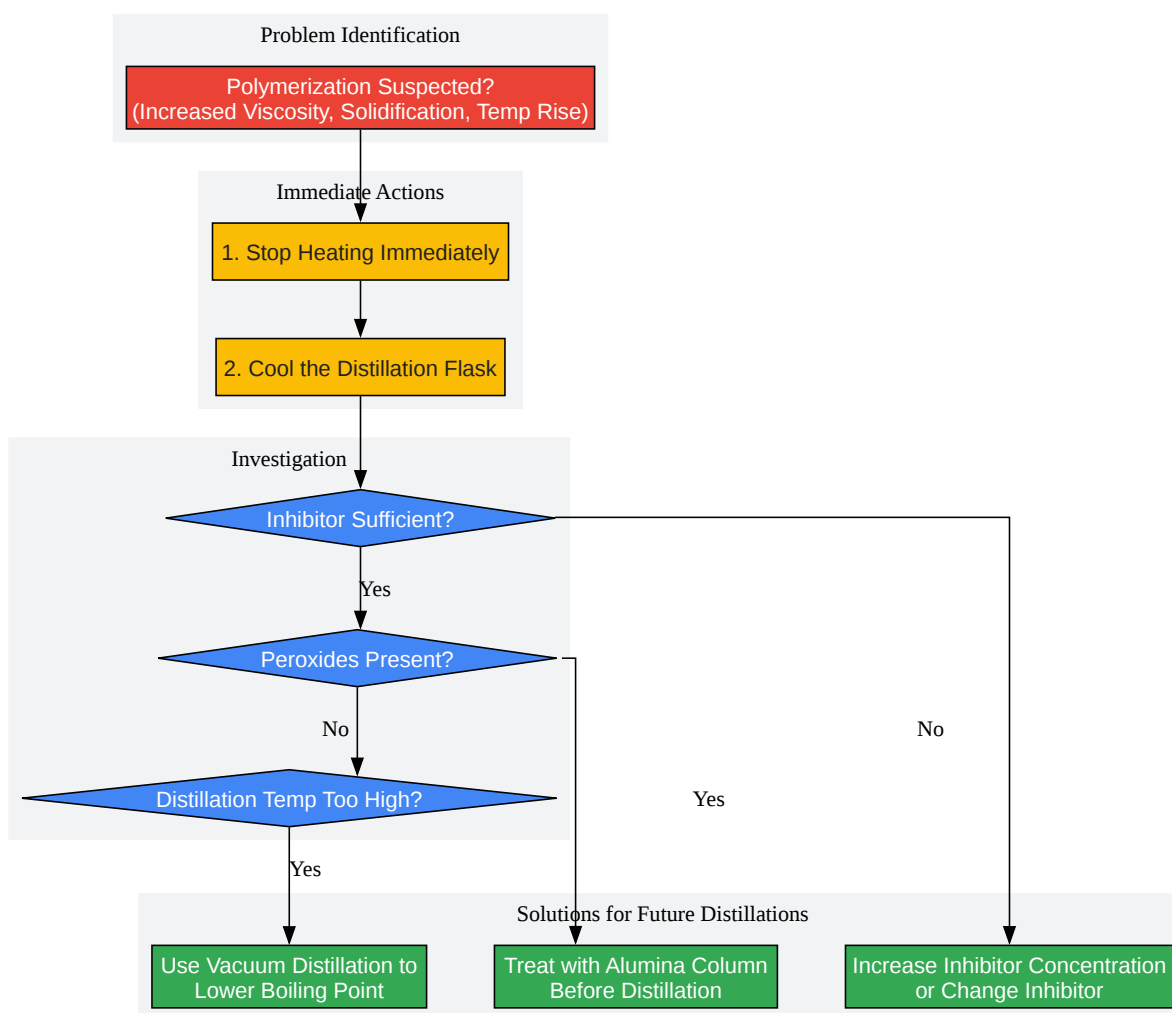 Problem Identification
Polymerization Suspected?
(Increased Viscosity, Solidification, Temp Rise)
Immediate Actions
1. Stop Heating Immediately
2. Cool the Distillation Flask
Investigation
Inhibitor Sufficient?
Yes
Peroxides Present?
No
No
Yes
Distillation Temp Too High?
Yes
Solutions for Future Distillations
Use Vacuum Distillation to
Lower Boiling Point
Treat with Alumina Column
Before Distillation
Increase Inhibitor Concentration
or Change Inhibitor